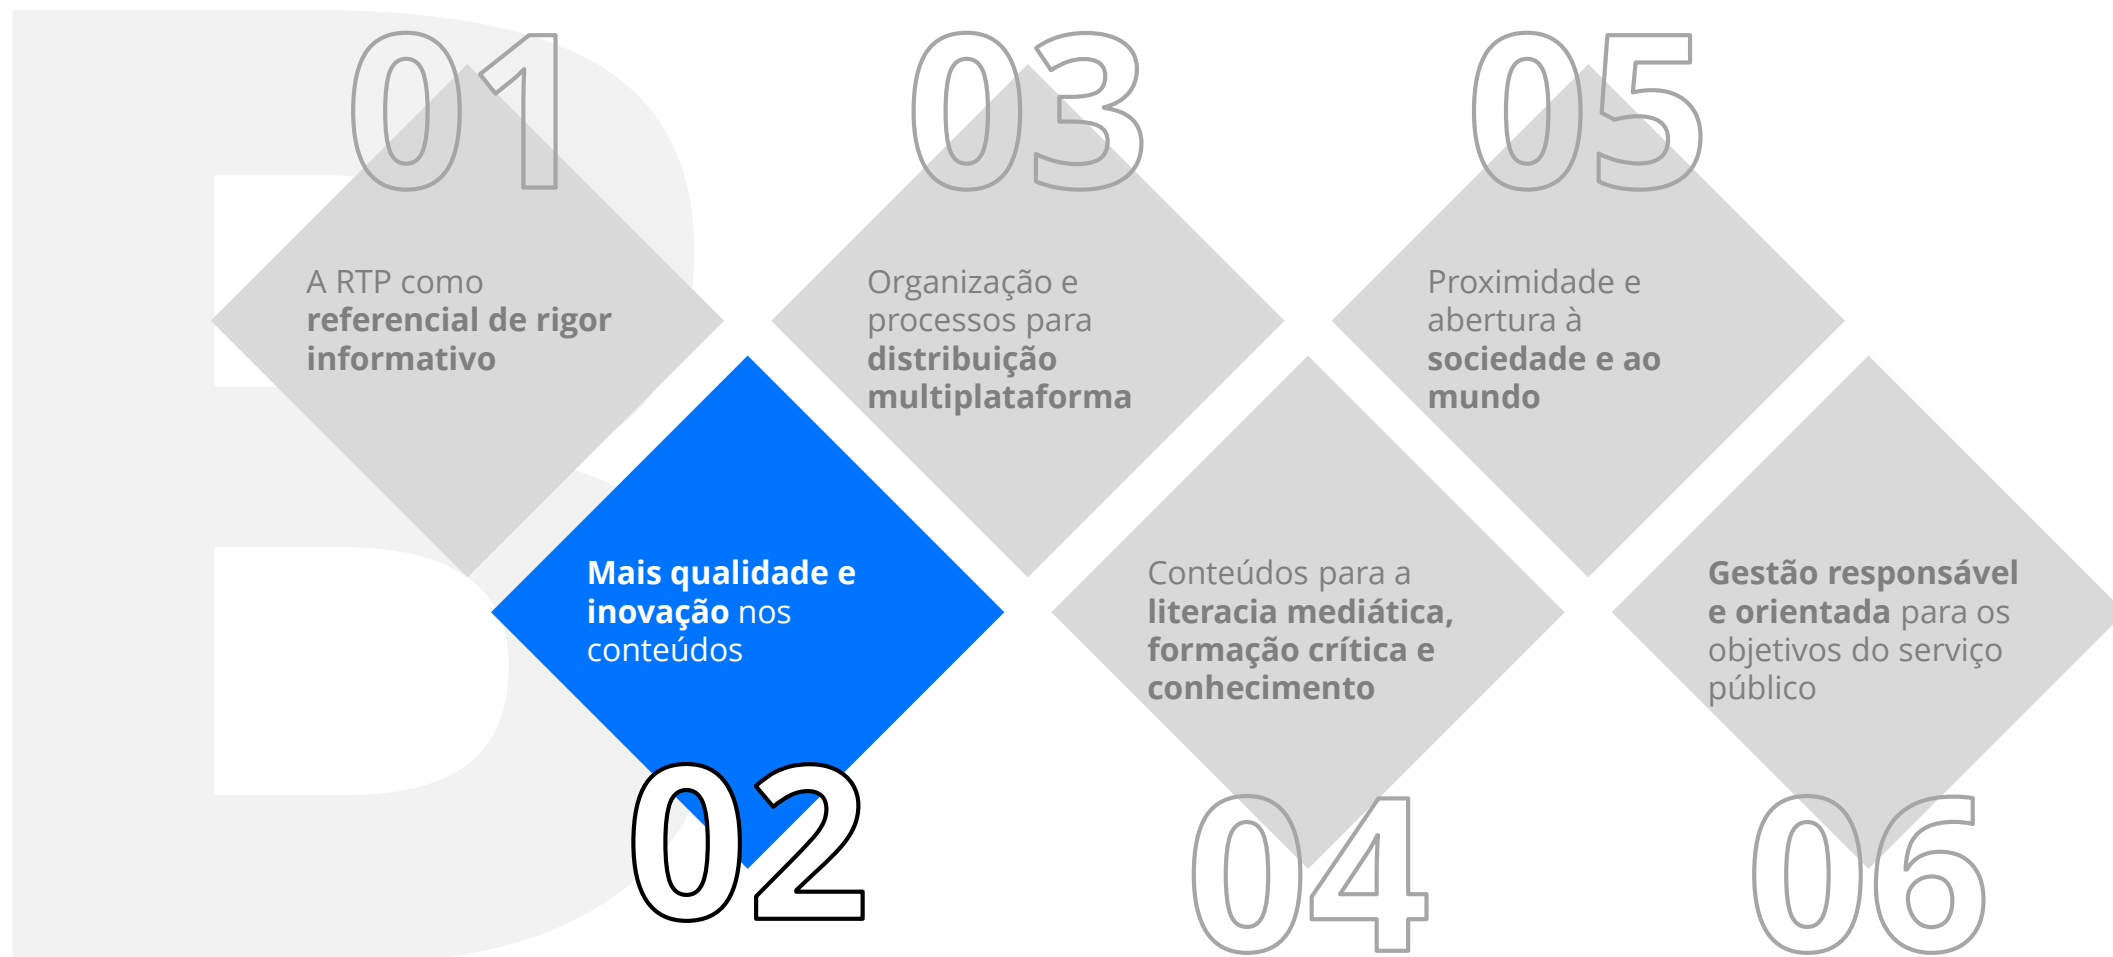 01
A RTP como
referencial de rigor
informativo
Mais qualidade e
inovação nos
conteúdos
02
03
Organização e
processos para
distribuição
multiplataforma
Conteúdos para a
literacia mediática,
formação crítica e
conhecimento
04
05
Proximidade e
abertura à
sociedade e ao
mundo
Gestão responsável
e orientada para os
objetivos do serviço
público
06
B